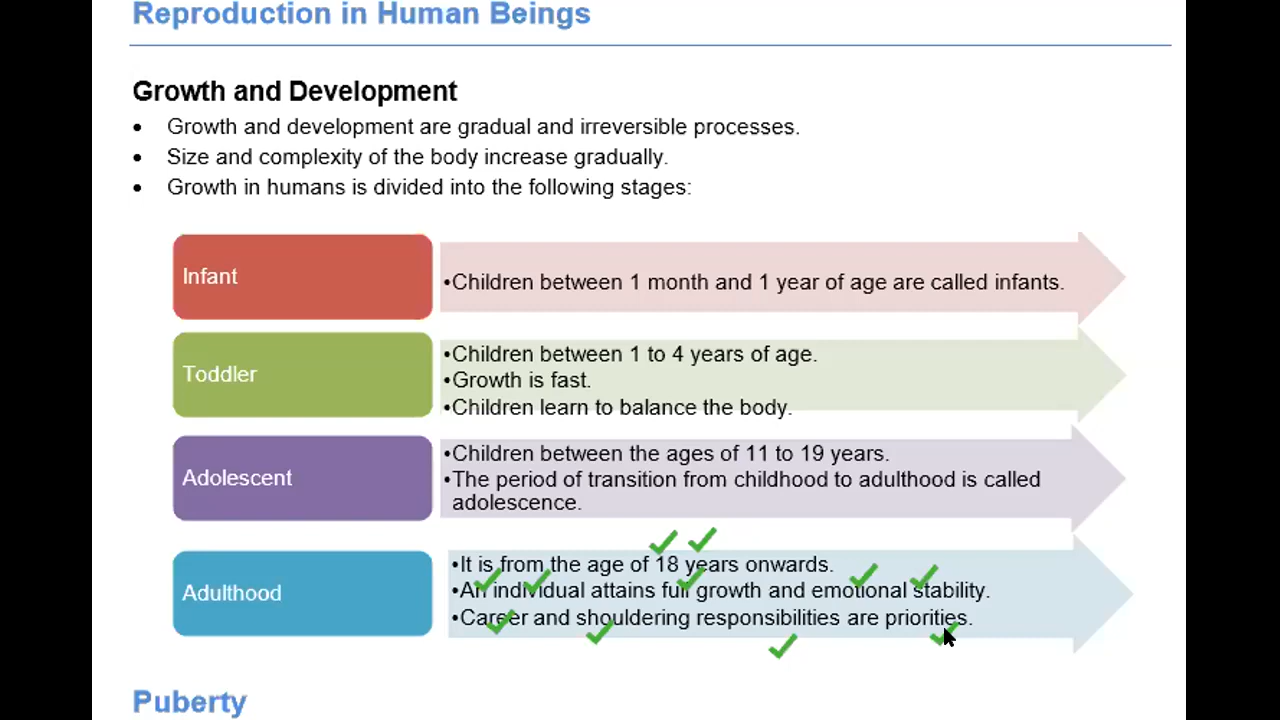 Reproduction in Human Beings
Growth and Development
• Growth and development are gradual and irreversible processes.
• Size and complexity of the body increase gradually.
• Growth in humans is divided into the following stages:
Infant
•Children between 1 month and 1 year of age are called infants.
Toddler
•Children between 1 to 4 years of age.
•Growth is fast.
•Children learn to balance the body.
Adolescent
•Children between the ages of 11 to 19 years.
•The period of transition from childhood to adulthood is called
adolescence.
Adulthood
•It is from the age of 18 years onwards.
•An individual attains full growth and emotional stability.
•Career and shouldering responsibilities are priorities.
Puberty